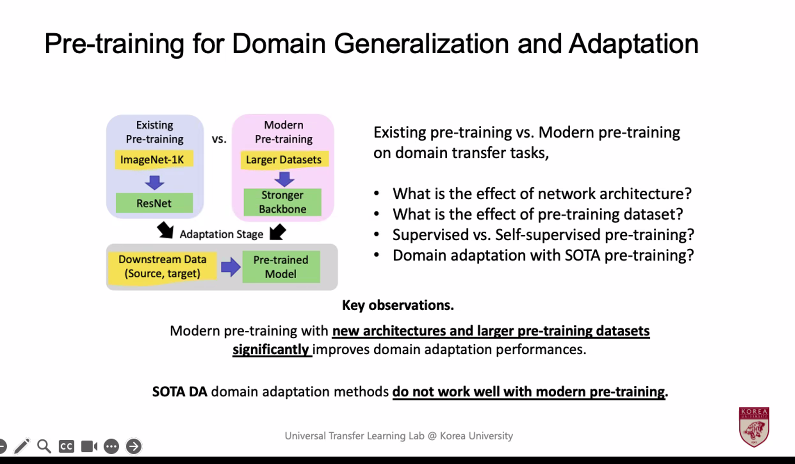 Pre-training for Domain Generalization and Adaptation
Existing
Pre-training
ImageNet-1K
ResNet
vs.
Modern
Pre-training
Larger Datasets
Stronger
Backbone
Adaptation Stage
Downstream Data
(Source, target)
Pre-trained
Model
Existing pre-training vs. Modern pre-training
on domain transfer tasks,
• What is the effect of network architecture?
• What is the effect of pre-training dataset?
• Supervised vs. Self-supervised pre-training?
• Domain adaptation with SOTA pre-training?
Key observations.
Modern pre-training with new architectures and larger pre-training datasets
significantly improves domain adaptation performances.
SOTA DA domain adaptation methods do not work well with modern pre-training.
Universal Transfer Learning Lab @ Korea University
KOREA
CC